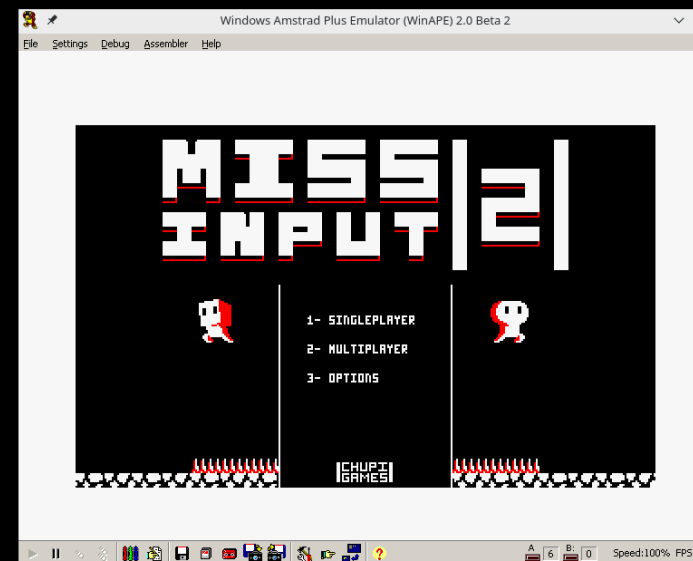 Windows Amstrad Plus Emulator (WinAPE) 2.0 Beta 2
File Settings Debug Assembler Help
MISS
INPUT
2
1- SINGLEPLAYER
2- MULTIPLAYER
3- OPTIONS
CHUPI
GAMES
A 6 B: 0 Speed:100% FPS